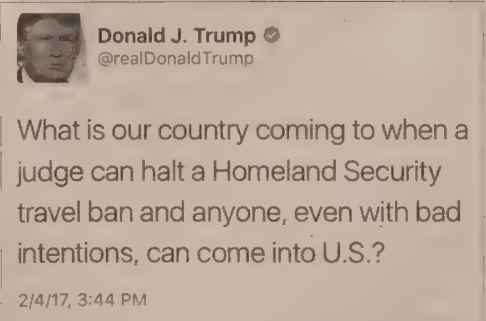 Donald J. Trump
@realDonaldTrump
What is our country coming to when a
judge can halt a Homeland Security
travel ban and anyone, even with bad
intentions, can come into U.S.?
2/4/17, 3:44 PM